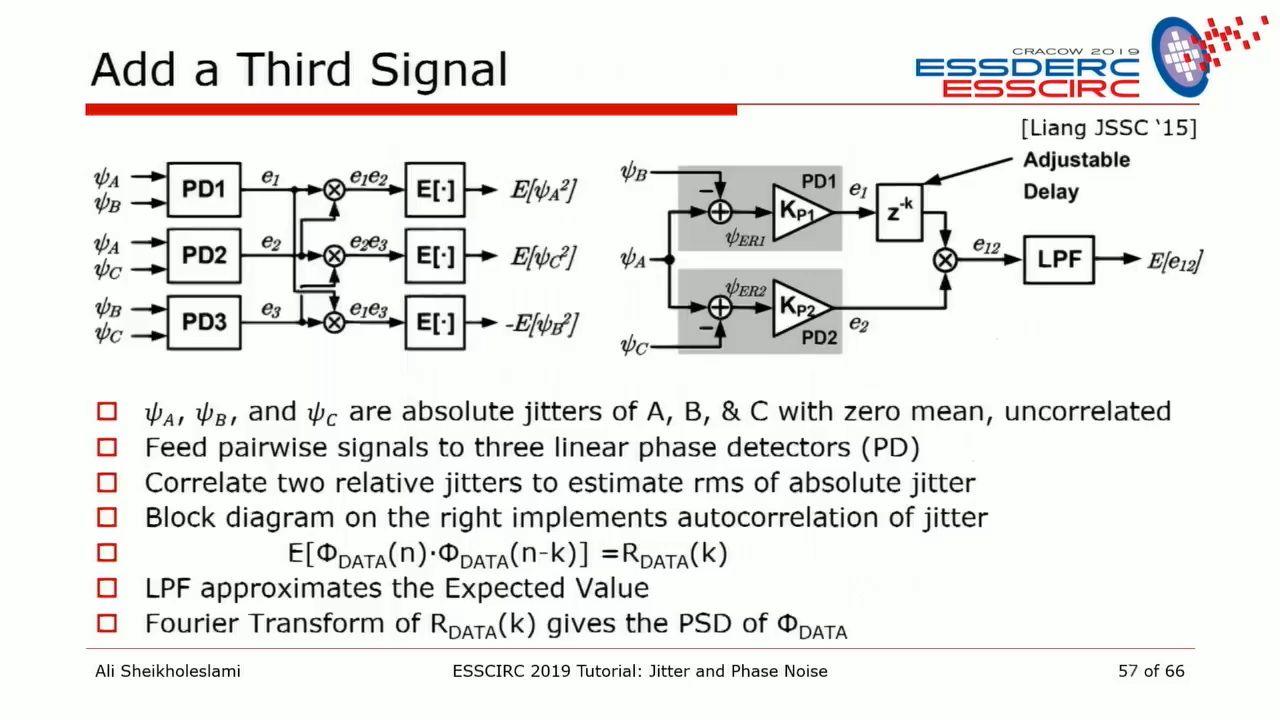 Add a Third Signal
CRACOW 2019
ESSDERC
ESSCIRC
[Liang JSSC ‘15]
ψA
ψB
PD1
e1
e1e2
E[·]
E[ψA²]
ψA
ψC
PD2
e2
e2e3
E[·]
E[ψC²]
ψB
ψC
PD3
e3
e1e3
E[·]
-E[ψB²]
ψB
−
PD1
KP1
ψER1
e1
z-k
Adjustable
Delay
ψA
e12
LPF
E[e12]
ψER2
KP2
−
PD2
e2
ψC
ψA, ψB, and ψC are absolute jitters of A, B, & C with zero mean, uncorrelated
Feed pairwise signals to three linear phase detectors (PD)
Correlate two relative jitters to estimate rms of absolute jitter
Block diagram on the right implements autocorrelation of jitter
E[ΦDATA(n)·ΦDATA(n-k)] =RDATA(k)
LPF approximates the Expected Value
Fourier Transform of RDATA(k) gives the PSD of ΦDATA
Ali Sheikholeslami
ESSCIRC 2019 Tutorial: Jitter and Phase Noise
57 of 66